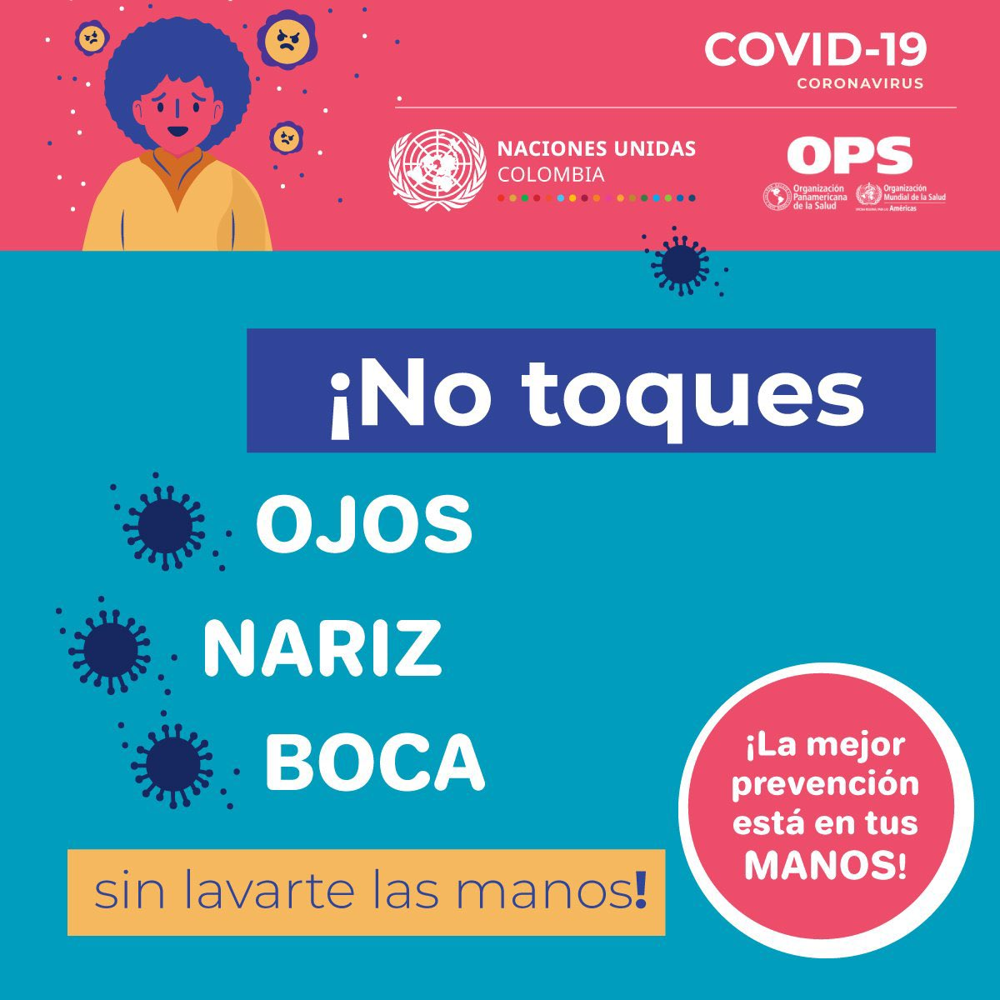 COVID-19
CORONAVIRUS
NACIONES UNIDAS
COLOMBIA
OPS
Organización
Panamericana
de la Salud
Organización
Mundial de la Salud
Américas
¡No toques
OJOS
NARIZ
BOCA
sin lavarte las manos!
¡La mejor
prevención
está en tus
MANOS!